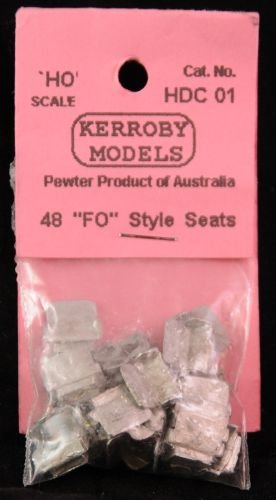 'HO'
SCALE
Cat. No.
HDC 01
KERROBY
MODELS
Pewter Product of Australia
48 "FO" Style Seats